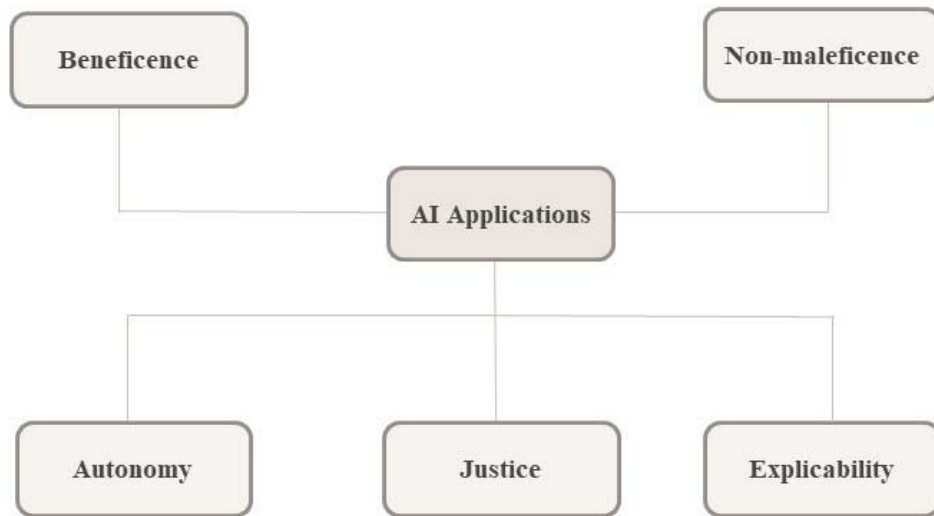 Beneficence
Non-maleficence
AI Applications
Autonomy
Justice
Explicability